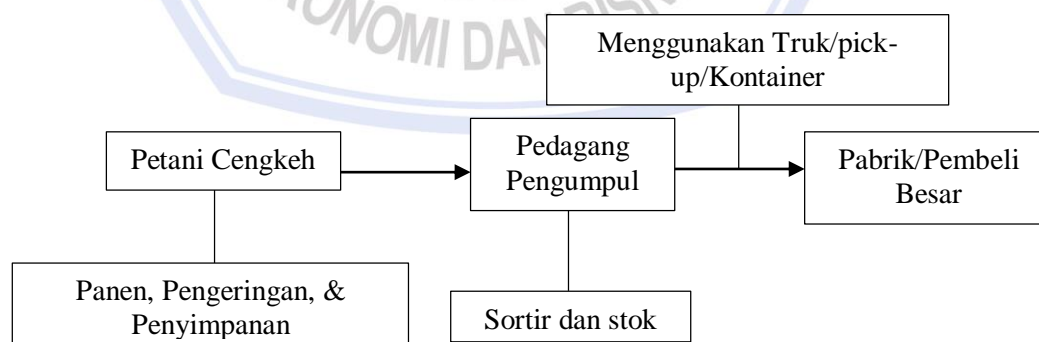 NOMI DAN
Menggunakan Truk/pick-
up/Kontainer
Petani Cengkeh
Pedagang
Pengumpul
Pabrik/Pembeli
Besar
Panen, Pengeringan, &
Penyimpanan
Sortir dan stok